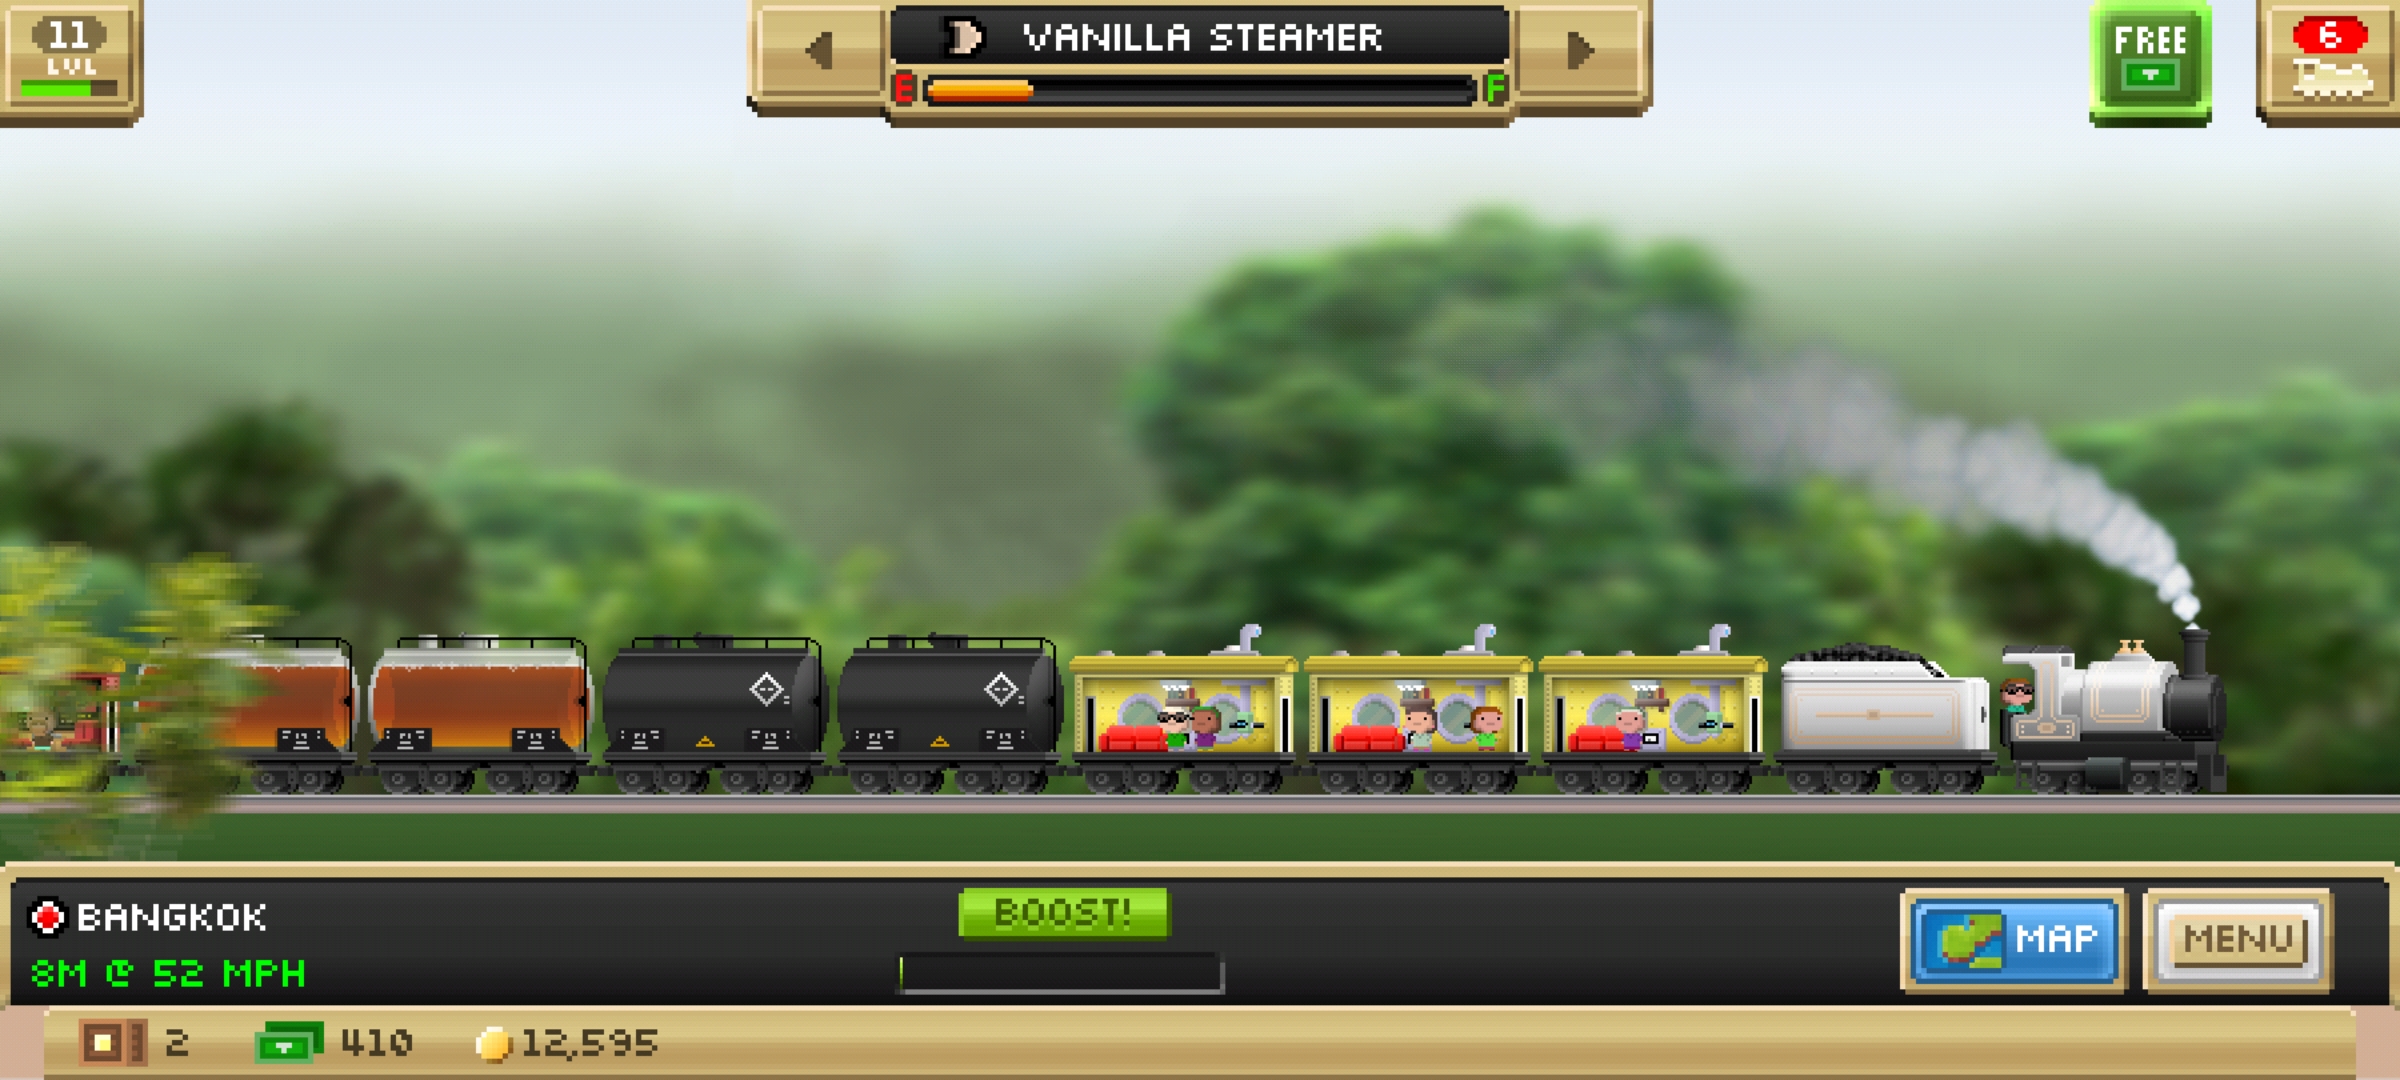 11
LVL
VANILLA STEAMER
E
F
FREE
6
BANGKOK
8M @ 52 MPH
BOOST!
MAP
MENU
2
410
12,595